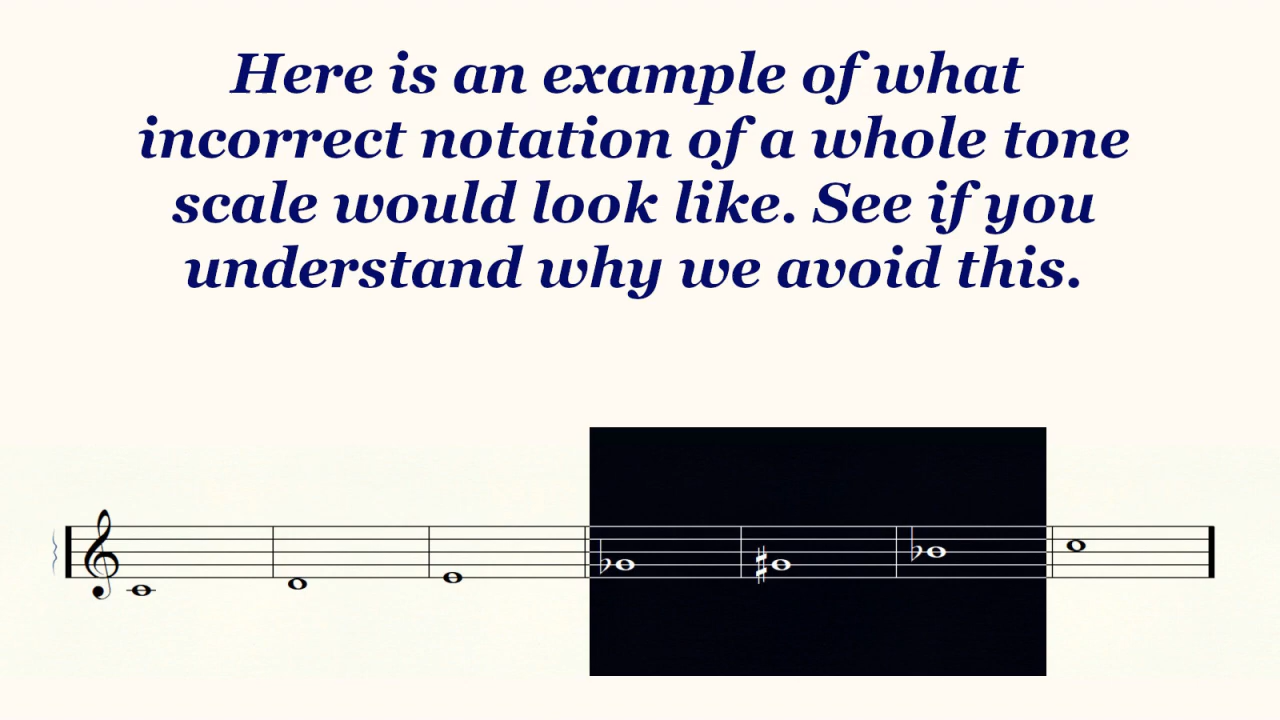 Here is an example of what
incorrect notation of a whole tone
scale would look like. See if you
understand why we avoid this.